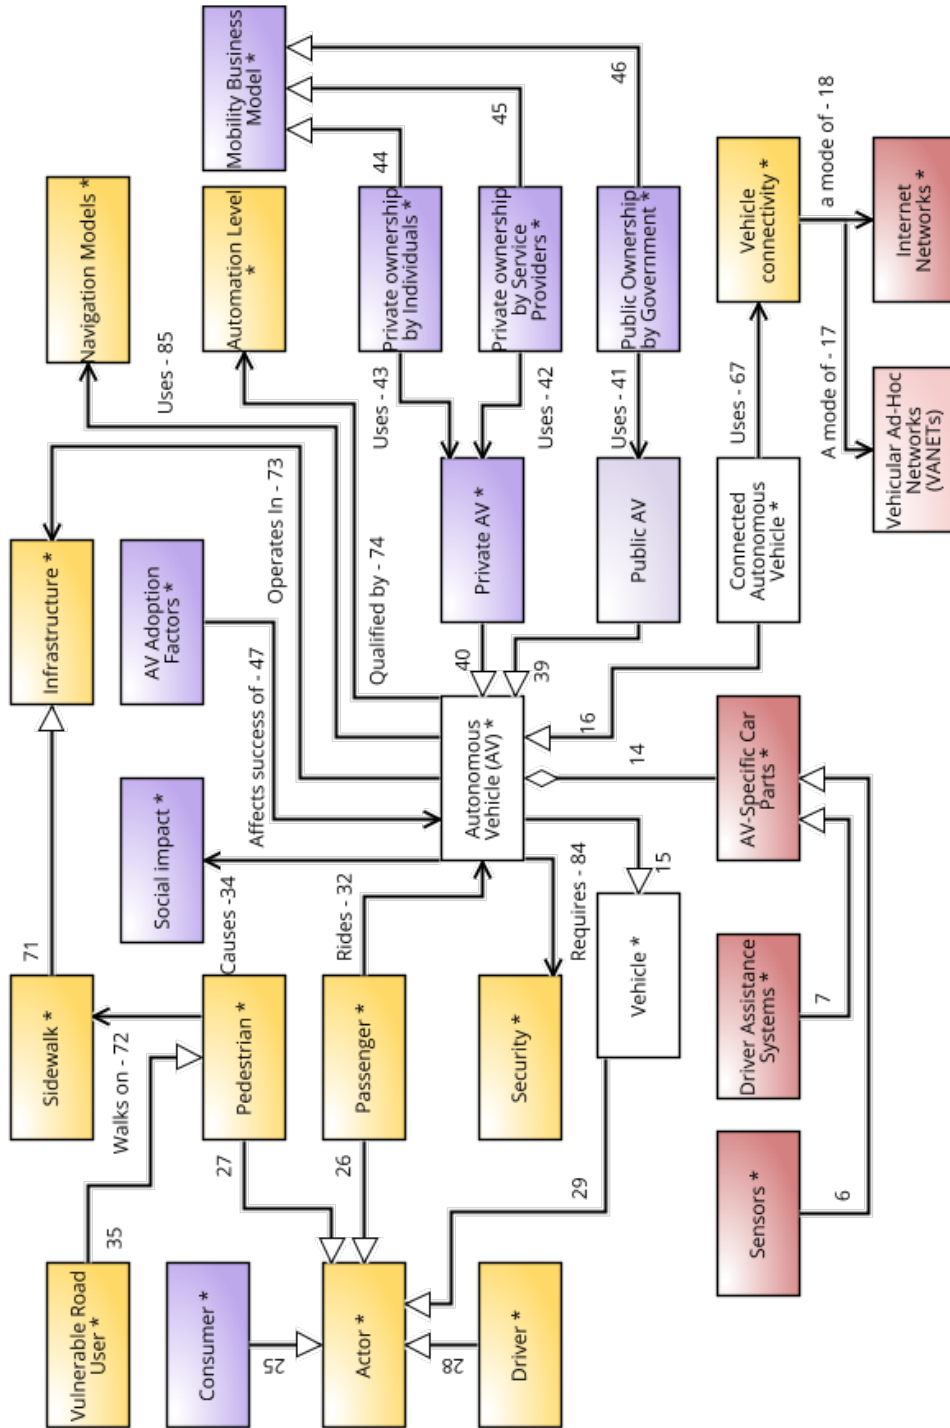 Vulnerable Road
User *
35
Sidewalk *
71
Infrastructure *
Navigation Models *
Walks on - 72
Consumer *
25
Pedestrian *
27
Causes -34
Social impact *
Affects success of - 47
AV Adoption
Factors *
Operates In - 73
Uses - 85
Automation Level
*
Mobility Business
Model *
Actor *
26
Passenger *
Rides - 32
Qualified by - 74
Uses - 43
Private ownership
by Individuals *
44
Driver *
28
Security *
Autonomous
Vehicle (AV) *
40
Private AV *
Uses - 42
Private ownership
by Service
Providers *
45
29
Vehicle *
Requires - 84
15
16
39
Public AV
Uses - 41
Public Ownership
by Government *
46
14
Sensors *
6
Driver Assistance
Systems *
7
AV-Specific Car
Parts *
Connected
Autonomous
Vehicle *
Uses - 67
Vehicle
connectivity *
A mode of - 17
a mode of - 18
Vehicular Ad-Hoc
Networks
(VANETs)
Internet
Networks *